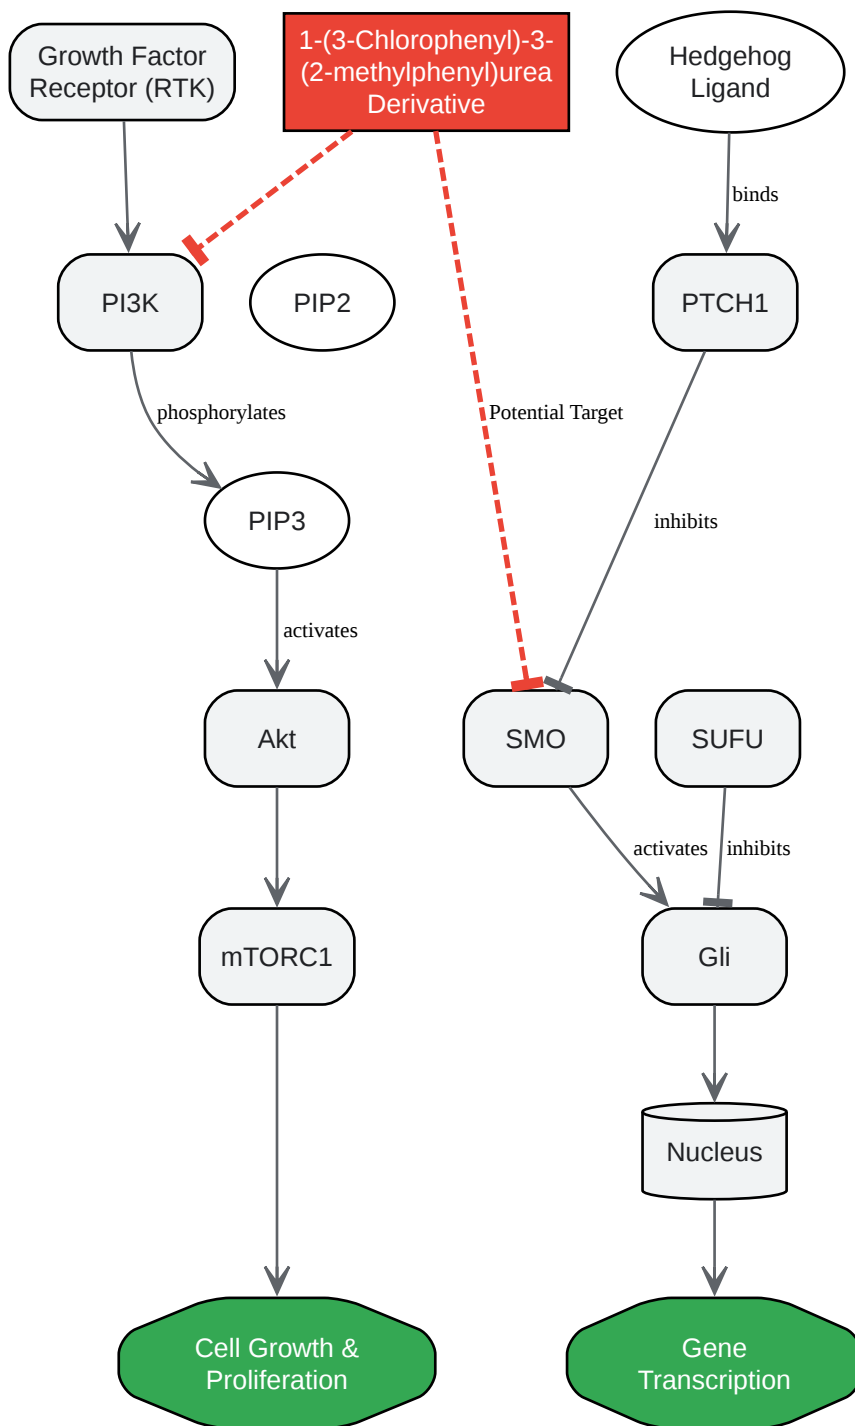 Growth Factor
Receptor (RTK)
1-(3-Chlorophenyl)-3-
(2-methylphenyl)urea
Derivative
Hedgehog
Ligand
binds
PI3K
PIP2
PTCH1
phosphorylates
Potential Target
PIP3
inhibits
activates
Akt
SMO
SUFU
activates
inhibits
mTORC1
Gli
Nucleus
Cell Growth &
Proliferation
Gene
Transcription